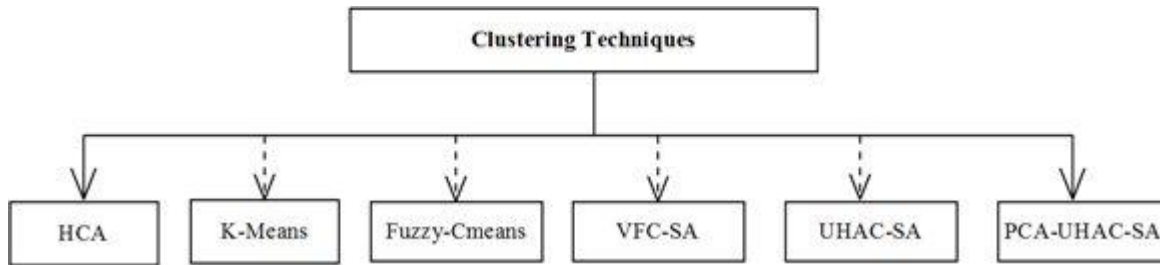 Clustering Techniques
HCA
K-Means
Fuzzy-Cmeans
VFC-SA
UHAC-SA
PCA-UHAC-SA